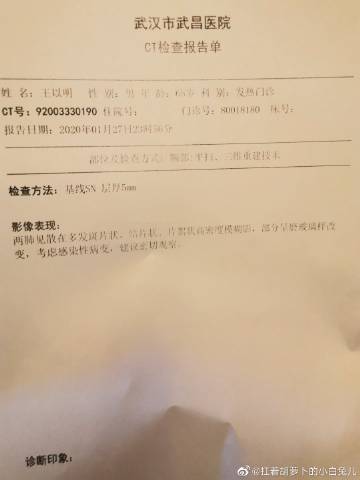 武汉市武昌医院
CT检查报告单
姓 名：王以明 性 别：男 年 龄：68岁 科 别：发热门诊
CT号：92003330190 住院号： 门诊号：80018180 床号：
报告日期：2020年01月27日23时56分
部位及检查方式：胸部:平扫、三维重建技术
检查方法：基线SN 层厚5mm
影像表现：
两肺见散在多发斑片状、结片状、片絮状高密度模糊影，部分呈磨玻璃样改
变，考虑感染性病变，建议密切观察。
诊断印象：
@扛着胡萝卜的小白兔儿